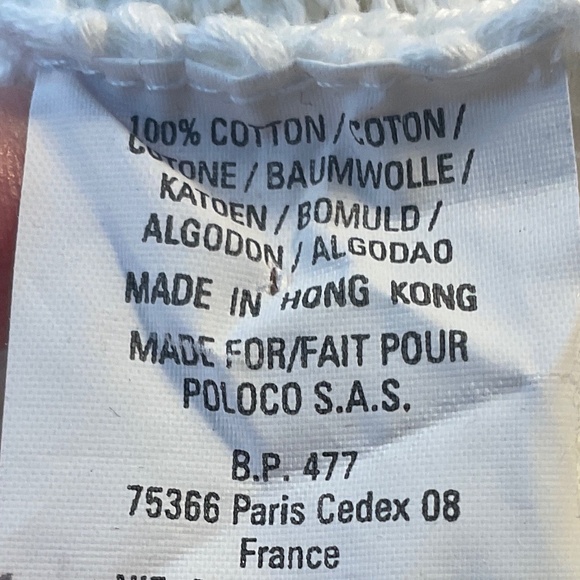 100% COTTON / COTON /
COTONE / BAUMWOLLE /
KATOEN / BOMULD /
ALGODON / ALGODAO
MADE IN HONG KONG
MADE FOR/FAIT POUR
POLOCO S.A.S.
B.P. 477
75366 Paris Cedex 08
France